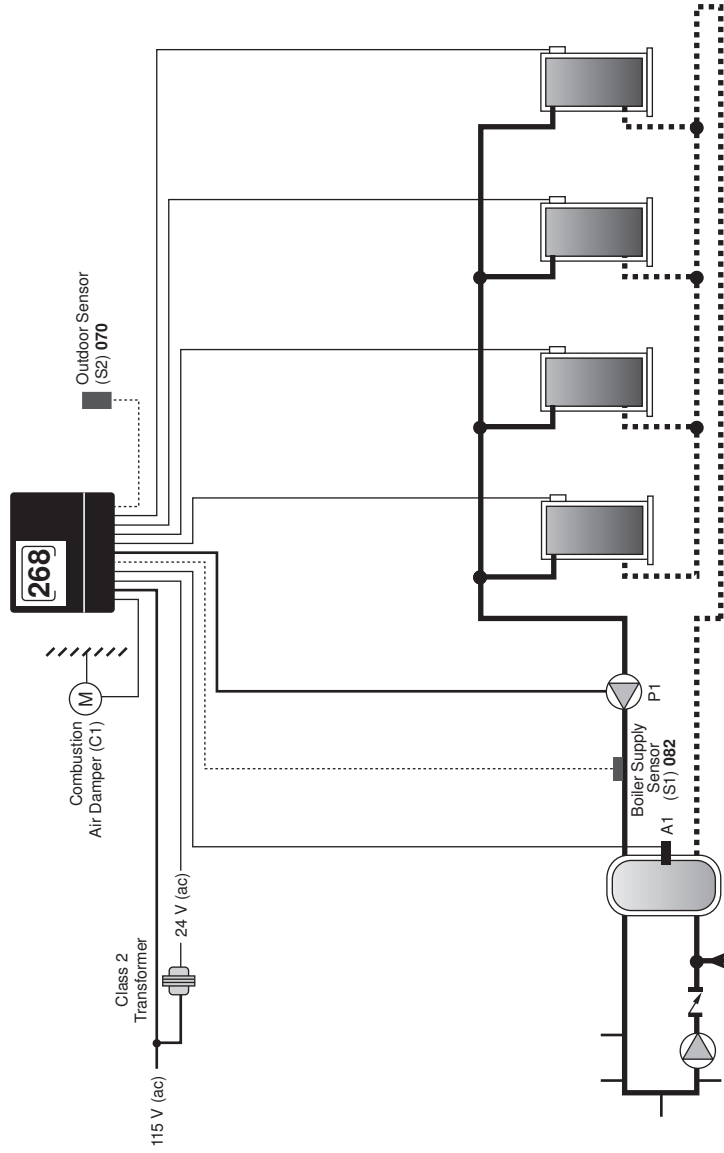 268
Outdoor Sensor
(S2) 070
M
Combustion
Air Damper (C1)
Class 2
Transformer
115 V (ac)
24 V (ac)
P1
Boiler Supply
Sensor
(S1) 082
A1